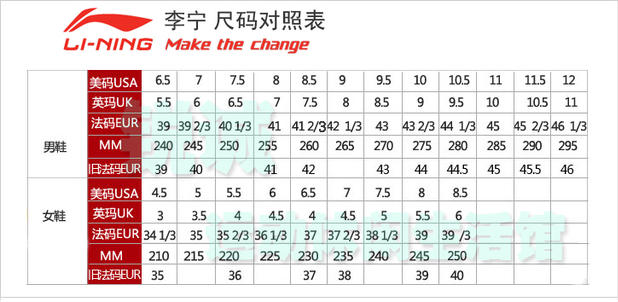 LI-NING
李宁 尺码对照表
Make the change
男鞋
美码USA 6.5 7 7.5 8 8.5 9 9.5 10 10.5 11 11.5 12
英玛UK 5.5 6 6.5 7 7.5 8 8.5 9 9.5 10 10.5 11
法码EUR 39 39 2/3 40 1/3 41 41 2/3 42 1/3 43 43 2/3 44 1/3 45 45 2/3 46 1/3
MM 240 245 250 255 260 265 270 275 280 285 290 295
旧法码EUR 39 40 41 42 43 44 44.5 45 45.5 46
女鞋
美码USA 4.5 5 5.5 6 6.5 7 7.5 8 8.5
英玛UK 3 3.5 4 4.5 4 4.5 5 5.5 6
法码EUR 34 1/3 35 35 2/3 36 1/3 37 37 2/3 38 1/3 39 39 1/3
MM 210 215 220 225 230 235 240 245 250
旧法码EUR 35 36 37 38 39 40
生活馆